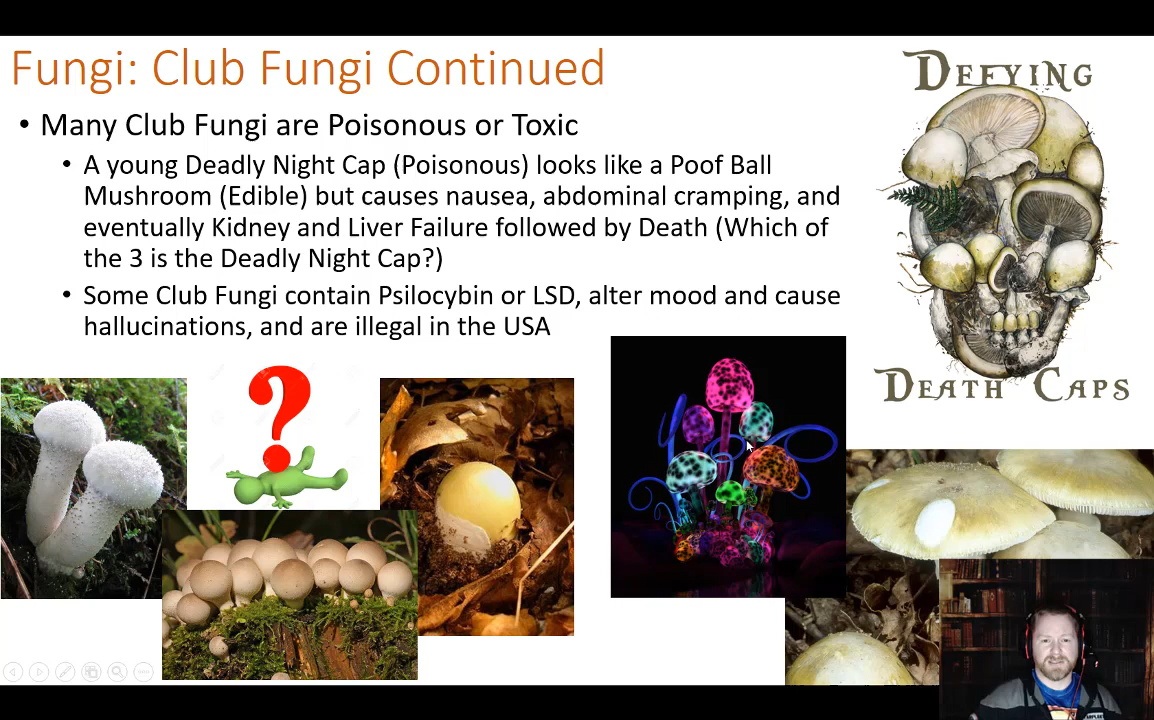 Fungi: Club Fungi Continued
• Many Club Fungi are Poisonous or Toxic
• A young Deadly Night Cap (Poisonous) looks like a Poof Ball
Mushroom (Edible) but causes nausea, abdominal cramping, and
eventually Kidney and Liver Failure followed by Death (Which of
the 3 is the Deadly Night Cap?)
• Some Club Fungi contain Psilocybin or LSD, alter mood and cause
hallucinations, and are illegal in the USA
DEFYING
DEATH CAPS